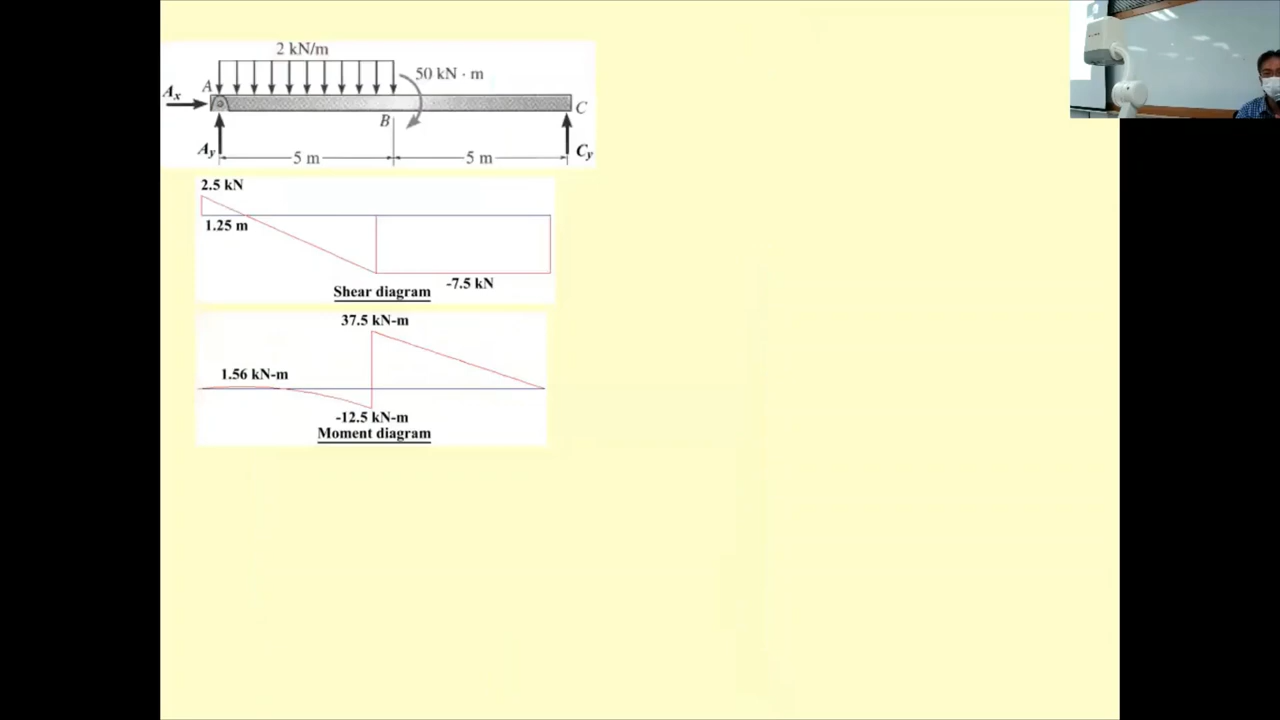 2 kN/m
50 kN · m
A
Ax
B
C
Ay
5 m
5 m
Cy
2.5 kN
1.25 m
-7.5 kN
Shear diagram
37.5 kN-m
1.56 kN-m
-12.5 kN-m
Moment diagram